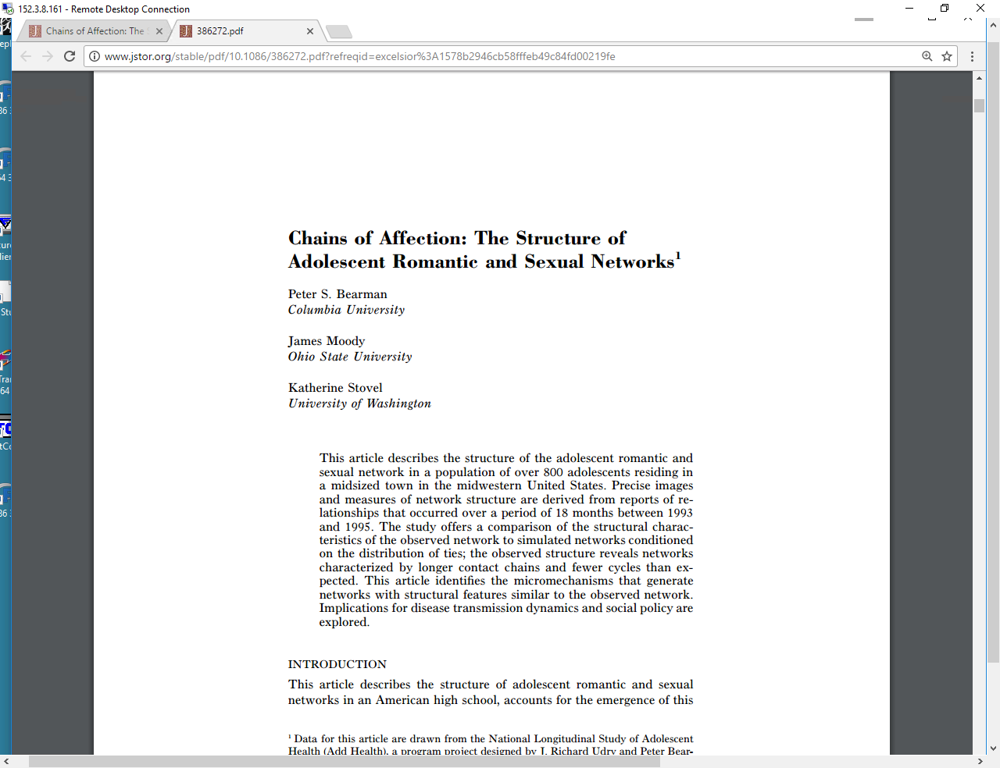 152.3.8.161 - Remote Desktop Connection
Chains of Affection: The
386272.pdf
www.jstor.org/stable/pdf/10.1086/386272.pdf?refreqid=excelsior%3A1578b2946cb58fffeb49c84fd00219fe
Chains of Affection: The Structure of
Adolescent Romantic and Sexual Networks1
Peter S. Bearman
Columbia University
James Moody
Ohio State University
Katherine Stovel
University of Washington
This article describes the structure of the adolescent romantic and
sexual network in a population of over 800 adolescents residing in
a midsized town in the midwestern United States. Precise images
and measures of network structure are derived from reports of re-
lationships that occurred over a period of 18 months between 1993
and 1995. The study offers a comparison of the structural charac-
teristics of the observed network to simulated networks conditioned
on the distribution of ties; the observed structure reveals networks
characterized by longer contact chains and fewer cycles than ex-
pected. This article identifies the micromechanisms that generate
networks with structural features similar to the observed network.
Implications for disease transmission dynamics and social policy are
explored.
INTRODUCTION
This article describes the structure of adolescent romantic and sexual
networks in an American high school, accounts for the emergence of this
1 Data for this article are drawn from the National Longitudinal Study of Adolescent
Health (Add Health), a program project designed by J. Richard Udry and Peter Bear-